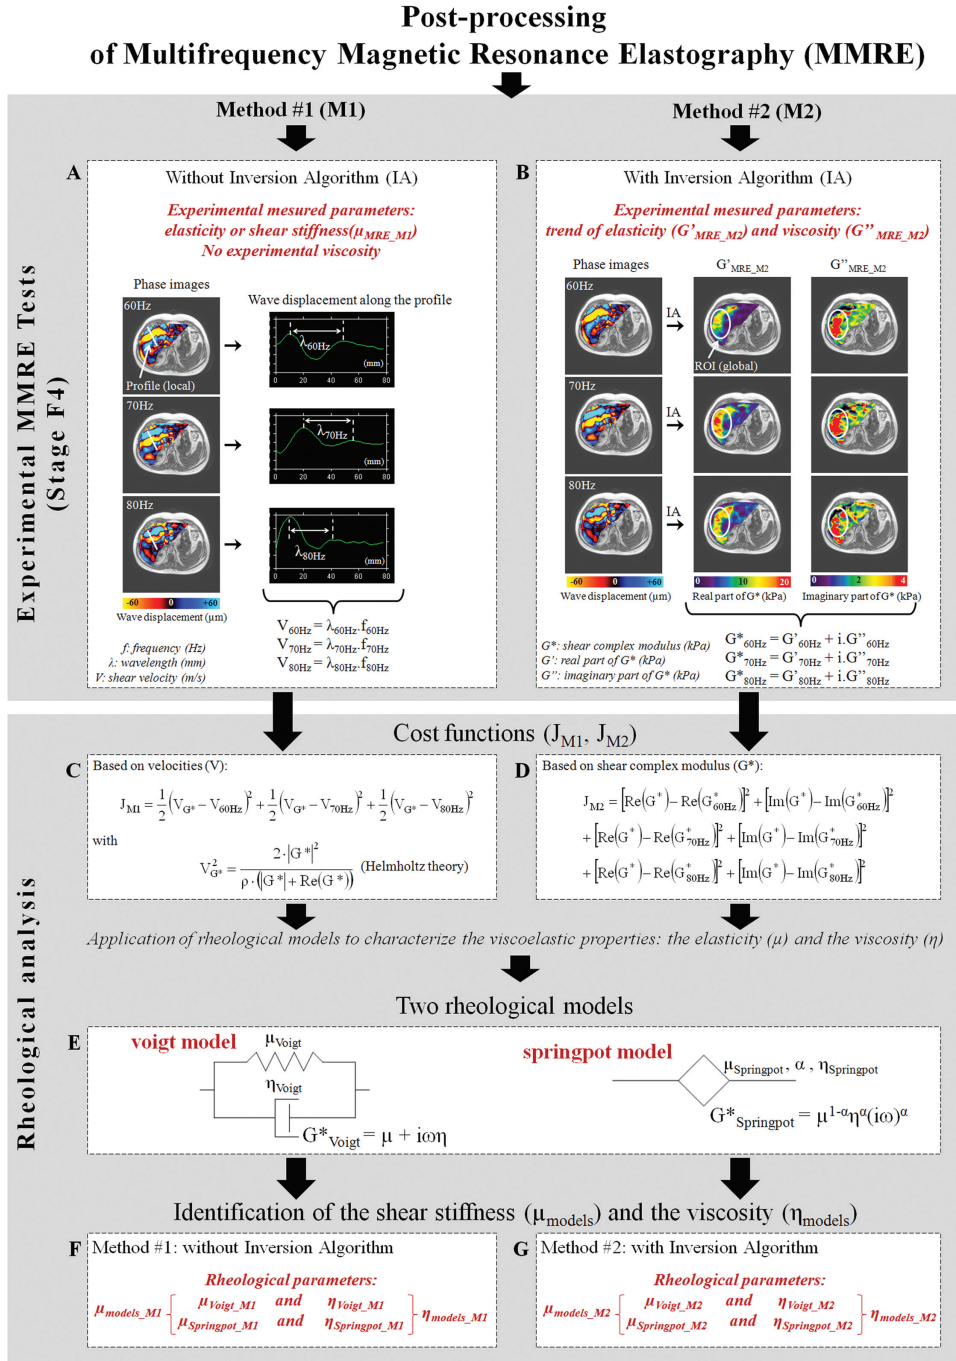 Post-processing
of Multifrequency Magnetic Resonance Elastography (MMRE)
Experimental MMRE Tests
(Stage F4)
Method #1 (M1)
A
Without Inversion Algorithm (IA)
Experimental mesured parameters:
elasticity or shear stiffness(μMRE_M1)
No experimental viscosity
Phase images
Wave displacement along the profile
60Hz
Profile (local)
λ60Hz
(mm)
0 20 40 60 80
70Hz
λ70Hz
(mm)
0 20 40 60 80
80Hz
λ80Hz
(mm)
0 20 40 60 80
-60 0 +60
Wave displacement (μm)
f: frequency (Hz)
λ: wavelength (mm)
V: shear velocity (m/s)
V60Hz = λ60Hz.f60Hz
V70Hz = λ70Hz.f70Hz
V80Hz = λ80Hz.f80Hz
Method #2 (M2)
B
With Inversion Algorithm (IA)
Experimental mesured parameters:
trend of elasticity (G'MRE_M2) and viscosity (G''MRE_M2)
Phase images
G'MRE_M2
G''MRE_M2
60Hz
IA
ROI (global)
70Hz
IA
80Hz
IA
-60 0 +60
Wave displacement (μm)
0 10 20
Real part of G* (kPa)
0 2 4
Imaginary part of G* (kPa)
G*: shear complex modulus (kPa)
G': real part of G* (kPa)
G'': imaginary part of G* (kPa)
G*60Hz = G'60Hz + i.G''60Hz
G*70Hz = G'70Hz + i.G''70Hz
G*80Hz = G'80Hz + i.G''80Hz
Rheological analysis
Cost functions (JM1, JM2)
C
Based on velocities (V):
JM1 = 1/2 (VG* − V60Hz)² + 1/2 (VG* − V70Hz)² + 1/2 (VG* − V80Hz)²
with
V²G* = 2·|G*|² / ρ·(|G*| + Re(G*)) (Helmholtz theory)
D
Based on shear complex modulus (G*):
JM2 = [Re(G*) − Re(G*60Hz)]² + [Im(G*) − Im(G*60Hz)]²
+ [Re(G*) − Re(G*70Hz)]² + [Im(G*) − Im(G*70Hz)]²
+ [Re(G*) − Re(G*80Hz)]² + [Im(G*) − Im(G*80Hz)]²
Application of rheological models to characterize the viscoelastic properties: the elasticity (μ) and the viscosity (η)
Two rheological models
E
voigt model
μVoigt
ηVoigt
G*Voigt = μ + iωη
springpot model
μSpringpot , α , ηSpringpot
G*Springpot = μ¹⁻ᵅηᵅ(iω)ᵅ
Identification of the shear stiffness (μmodels) and the viscosity (ηmodels)
F
Method #1: without Inversion Algorithm
Rheological parameters:
μmodels_M1
μVoigt_M1 and ηVoigt_M1
μSpringpot_M1 and ηSpringpot_M1
ηmodels_M1
G
Method #2: with Inversion Algorithm
Rheological parameters:
μmodels_M2
μVoigt_M2 and ηVoigt_M2
μSpringpot_M2 and ηSpringpot_M2
ηmodels_M2